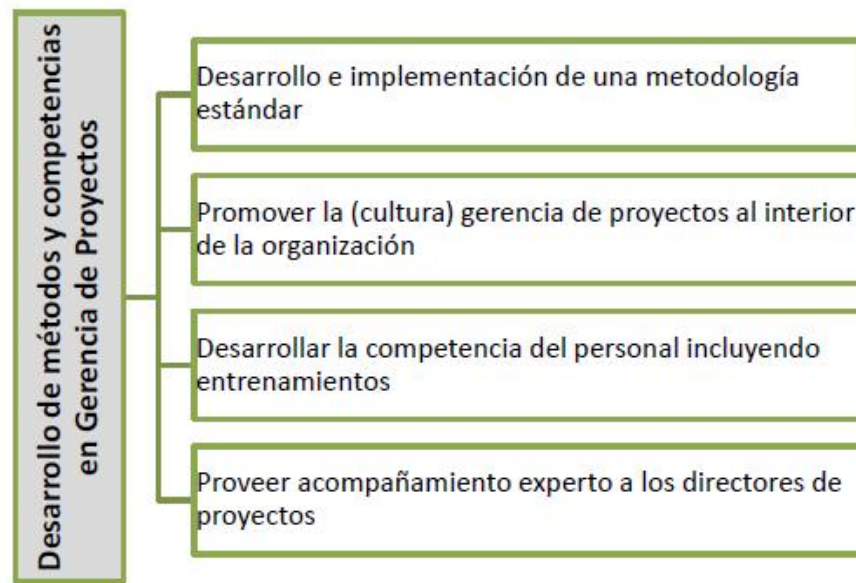 Desarrollo de métodos y competencias
en Gerencia de Proyectos
Desarrollo e implementación de una metodología
estándar
Promover la (cultura) gerencia de proyectos al interior
de la organización
Desarrollar la competencia del personal incluyendo
entrenamientos
Proveer acompañamiento experto a los directores de
proyectos